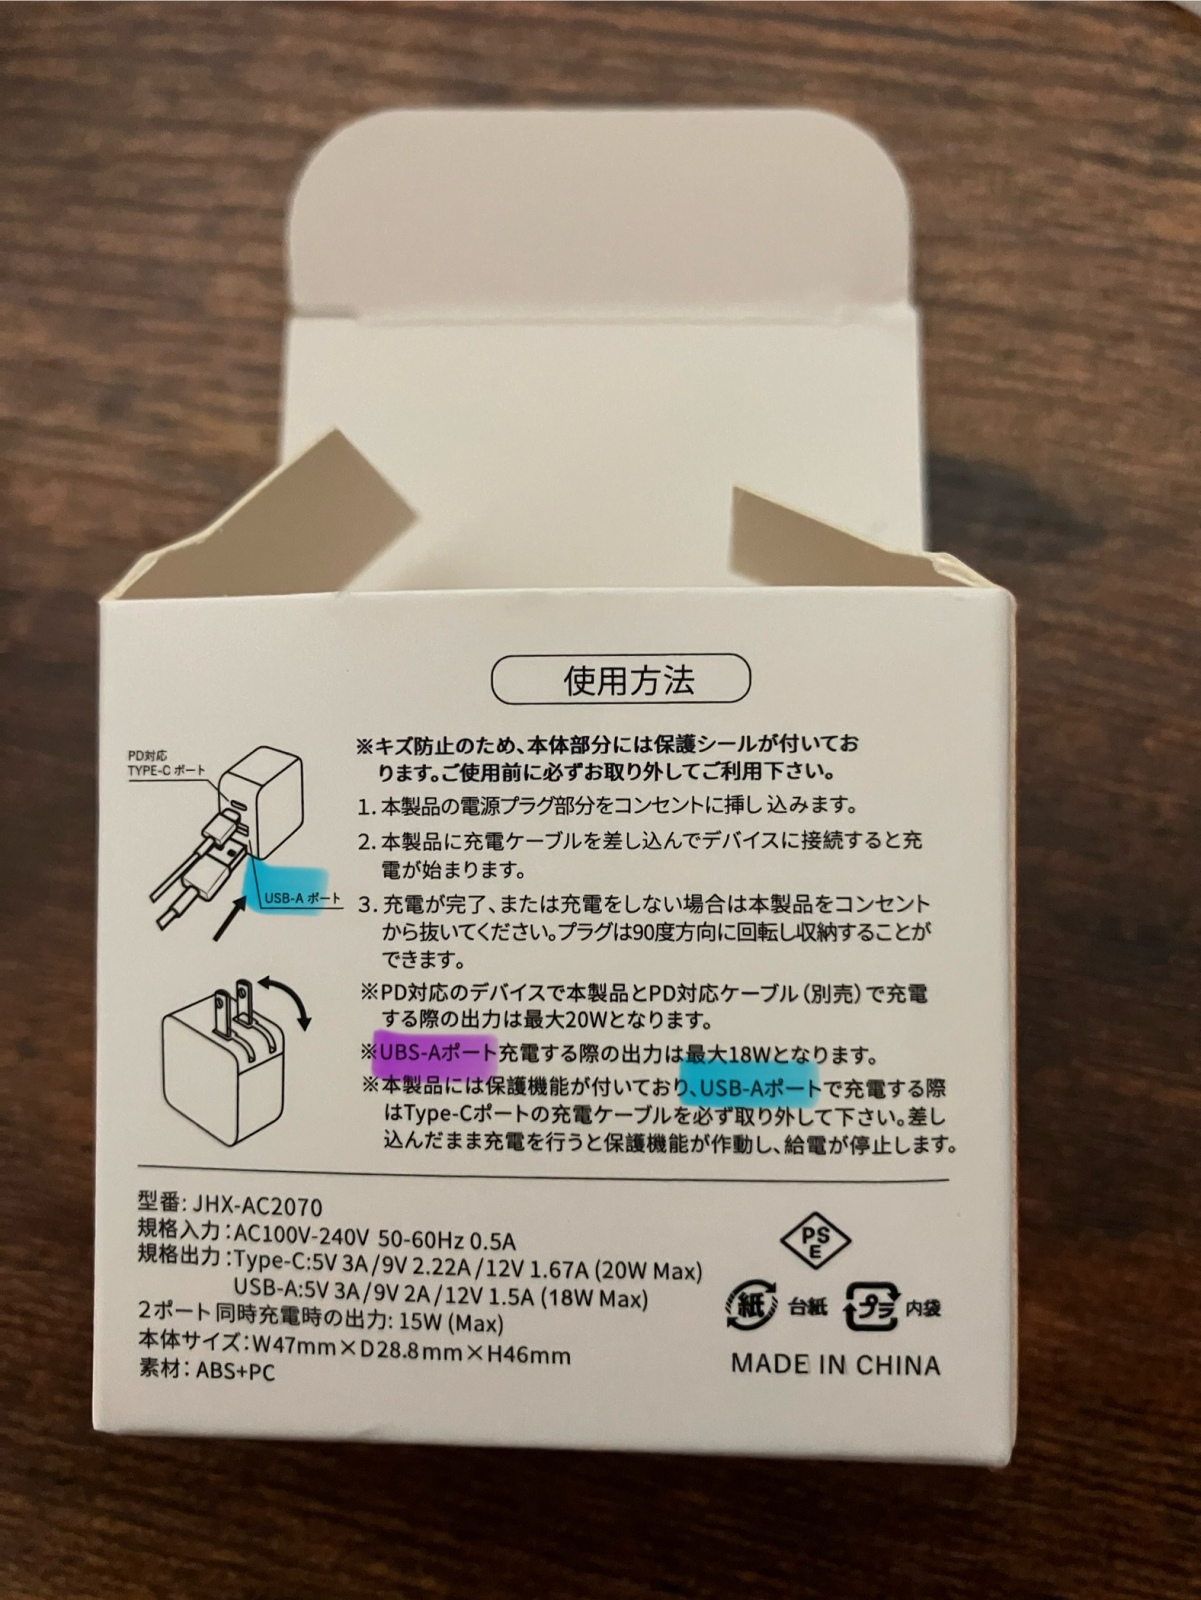 使用方法
PD対応
TYPE-C ポート
USB-A ポート
※キズ防止のため、本体部分には保護シールが付いてお
ります。ご使用前に必ずお取り外してご利用下さい。
1. 本製品の電源プラグ部分をコンセントに挿し込みます。
2. 本製品に充電ケーブルを差し込んでデバイスに接続すると充
電が始まります。
3. 充電が完了、または充電をしない場合は本製品をコンセント
から抜いてください。プラグは90度方向に回転し収納することが
できます。
※PD対応のデバイスで本製品とPD対応ケーブル（別売）で充電
する際の出力は最大20Wとなります。
※UBS-Aポート充電する際の出力は最大18Wとなります。
※本製品には保護機能が付いており、USB-Aポートで充電する際
はType-Cポートの充電ケーブルを必ず取り外して下さい。差し
込んだまま充電を行うと保護機能が作動し、給電が停止します。
型番: JHX-AC2070
規格入力：AC100V-240V 50-60Hz 0.5A
規格出力：Type-C:5V 3A/9V 2.22A/12V 1.67A (20W Max)
USB-A:5V 3A/9V 2A/12V 1.5A (18W Max)
2ポート同時充電時の出力: 15W (Max)
本体サイズ：W47mm×D28.8mm×H46mm
素材：ABS+PC
PS
E
紙 台紙 プラ 内袋
MADE IN CHINA